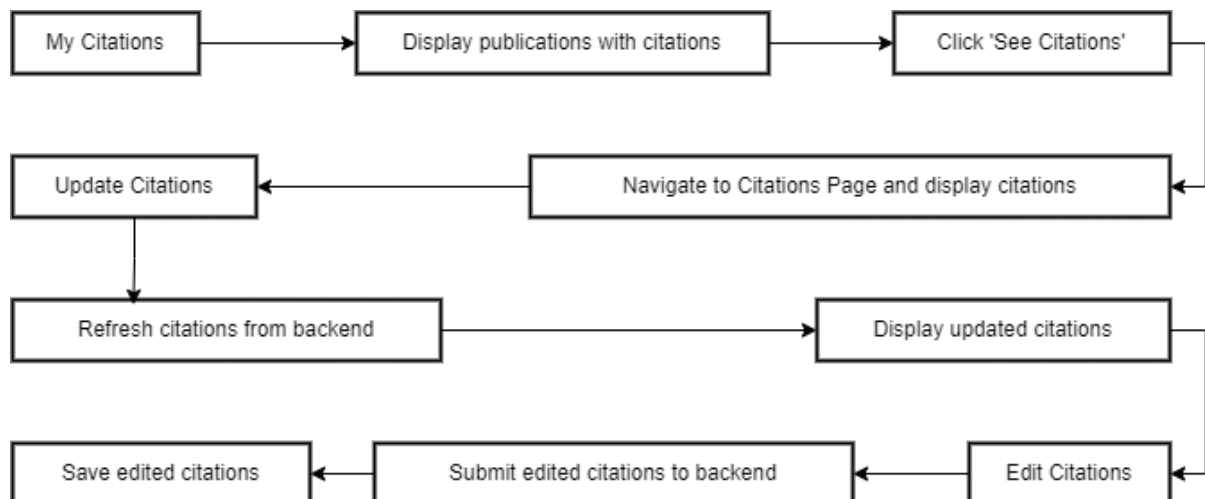 My Citations
Display publications with citations
Click 'See Citations'
Navigate to Citations Page and display citations
Update Citations
Refresh citations from backend
Display updated citations
Edit Citations
Submit edited citations to backend
Save edited citations